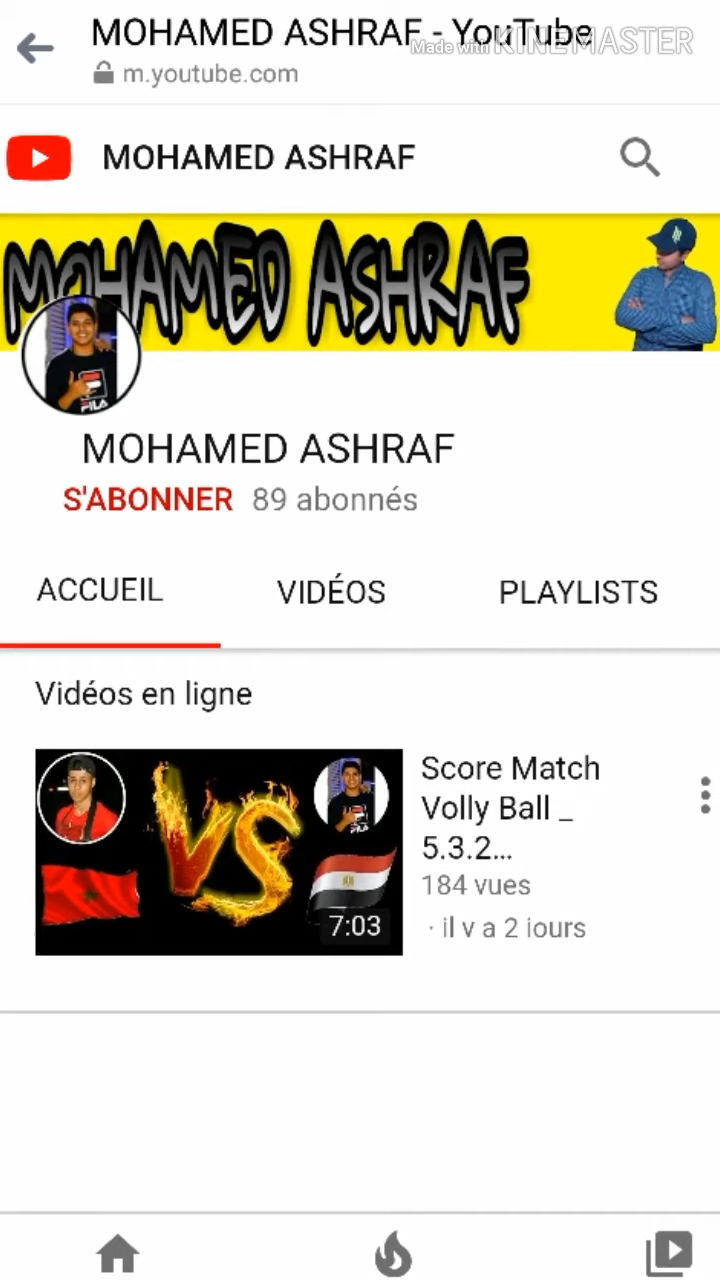 MOHAMED ASHRAF - YouTube
Made with KINEMASTER
m.youtube.com
MOHAMED ASHRAF
MOHAMED ASHRAF
FILA
MOHAMED ASHRAF
S'ABONNER 89 abonnés
ACCUEIL VIDÉOS PLAYLISTS
Vidéos en ligne
VS
FILA
7:03
Score Match
Volly Ball _
5.3.2...
184 vues
· il y a 2 jours